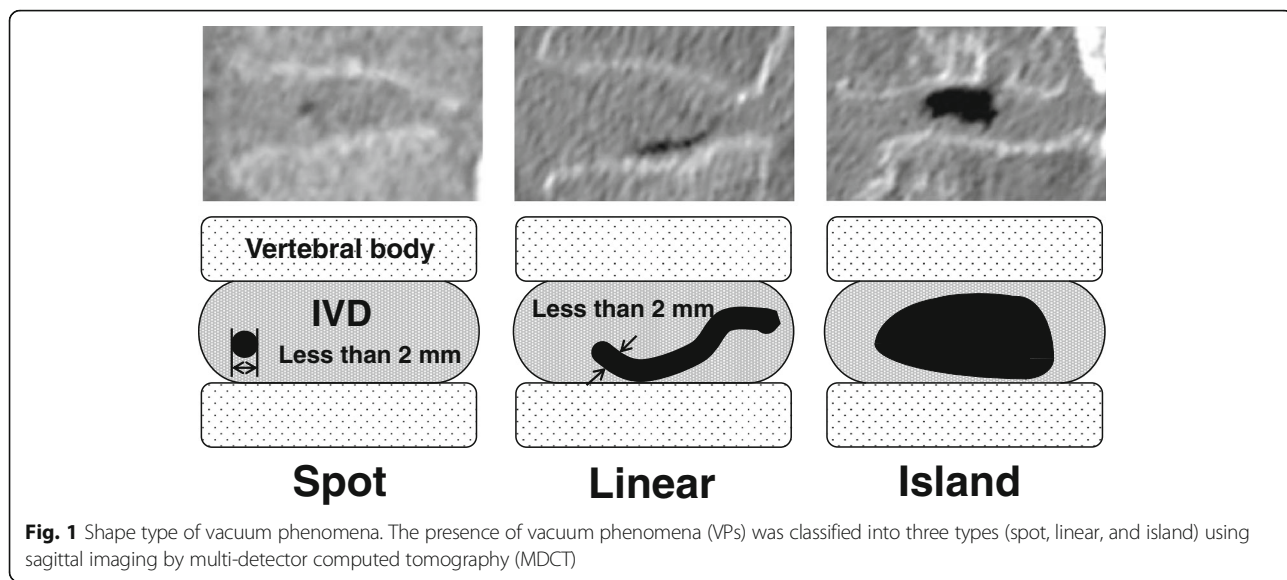 Vertebral body
IVD
Less than 2 mm
Less than 2 mm
Spot
Linear
Island
Fig. 1 Shape type of vacuum phenomena. The presence of vacuum phenomena (VPs) was classified into three types (spot, linear, and island) using
sagittal imaging by multi-detector computed tomography (MDCT)